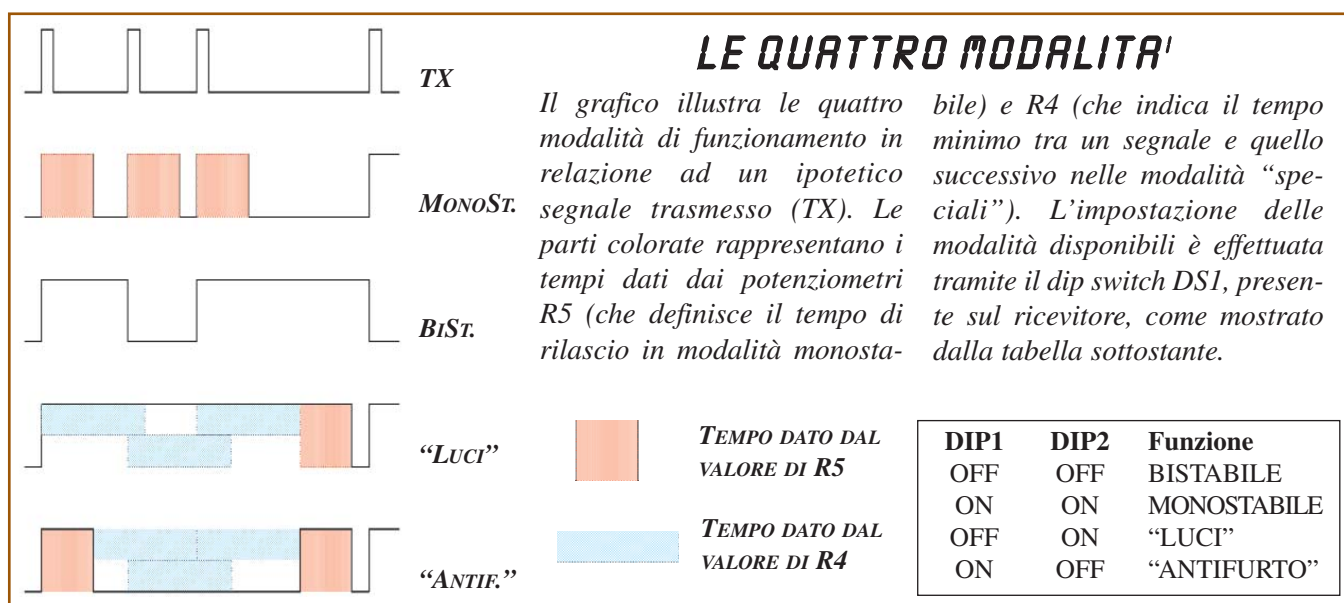 LE QUATTRO MODALITA'
Il grafico illustra le quattro
modalità di funzionamento in
relazione ad un ipotetico
segnale trasmesso (TX). Le
parti colorate rappresentano i
tempi dati dai potenziometri
R5 (che definisce il tempo di
rilascio in modalità monosta-
bile) e R4 (che indica il tempo
minimo tra un segnale e quello
successivo nelle modalità “spe-
ciali”). L'impostazione delle
modalità disponibili è effettuata
tramite il dip switch DS1, presen-
te sul ricevitore, come mostrato
dalla tabella sottostante.
TX
MONOST.
BIST.
“LUCI”
“ANTIF.”
TEMPO DATO DAL
VALORE DI R5
TEMPO DATO DAL
VALORE DI R4
DIP1 DIP2 Funzione
OFF OFF BISTABILE
ON ON MONOSTABILE
OFF ON “LUCI”
ON OFF “ANTIFURTO”